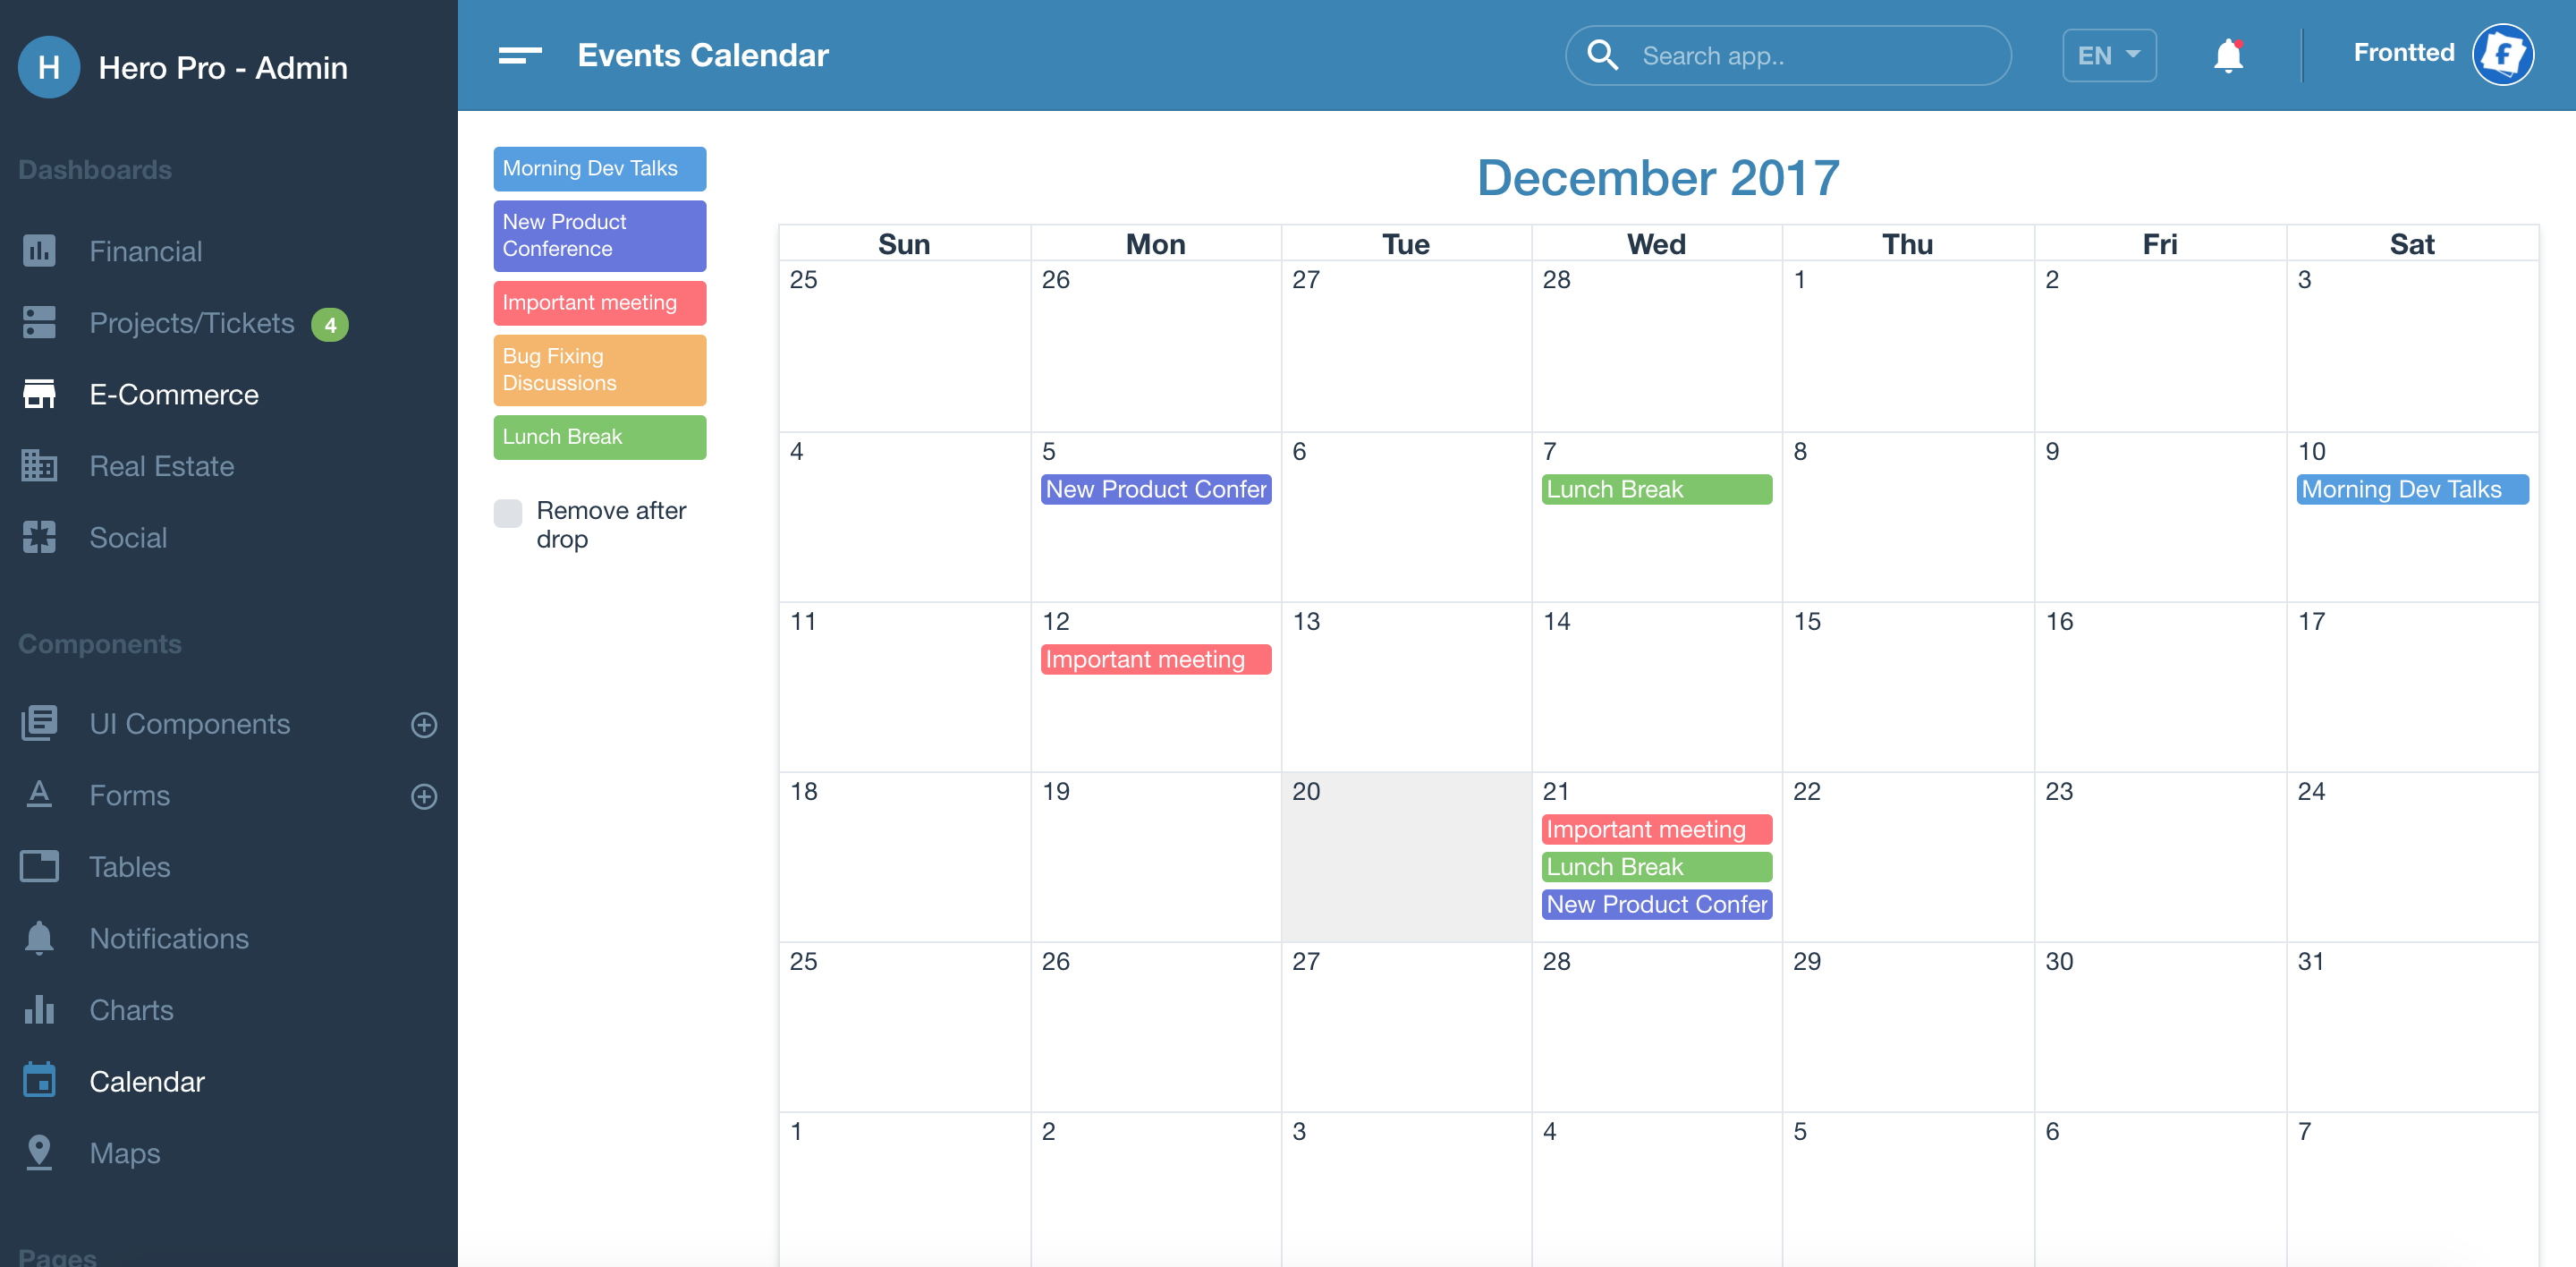 H Hero Pro - Admin
Dashboards
Financial
Projects/Tickets 4
E-Commerce
Real Estate
Social
Components
UI Components
Forms
Tables
Notifications
Charts
Calendar
Maps
Pages
Events Calendar
Search app..
EN
Frontted
f
Morning Dev Talks
New Product
Conference
Important meeting
Bug Fixing
Discussions
Lunch Break
Remove after
drop
December 2017
Sun Mon Tue Wed Thu Fri Sat
25 26 27 28 1 2 3
4 5 6 7 8 9 10
New Product Confer Lunch Break Morning Dev Talks
11 12 13 14 15 16 17
Important meeting
18 19 20 21 22 23 24
Important meeting
Lunch Break
New Product Confer
25 26 27 28 29 30 31
1 2 3 4 5 6 7